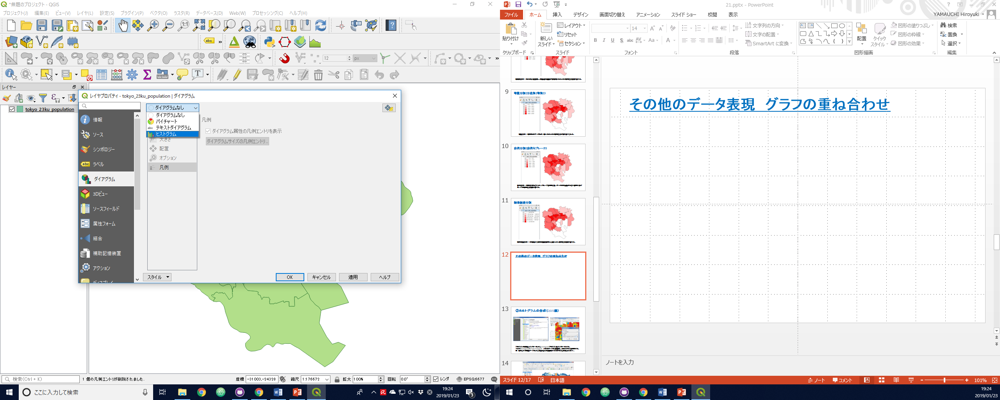 *無題のプロジェクト - QGIS
プロジェクト(J) 編集(E) ビュー(V) レイヤ(L) 設定(S) プラグイン(P) ベクタ(O) ラスタ(R) データベース(D) Web(W) プロセッシング(C) ヘルプ(H)
abc
12 px
レイヤー
tokyo_23ku_population
レイヤプロパティ - tokyo_23ku_population | ダイアグラム
情報
ソース
シンボロジー
abc ラベル
ダイアグラム
3Dビュー
ソースフィールド
属性フォーム
結合
補助記憶装置
アクション
ディスプレイ
ダイアグラムなし
ダイアグラムなし
パイチャート
abc テキストダイアグラム
ヒストグラム
大きさ
配置
オプション
凡例
凡例
ダイアグラム属性の凡例エントリを表示
ダイアグラムサイズの凡例エントリ...
スタイル
OK キャンセル 適用 ヘルプ
検索(Ctrl + K) 1 個の凡例エントリが削除されました. 座標 -31003,-24328 縮尺 1:176672 拡大 100% 回転 0.0° レンダ EPSG:6677
ここに入力して検索
19:24
2019/01/23
3
21.pptx - PowerPoint
ファイル ホーム 挿入 デザイン 画面切り替え アニメーション スライド ショー 校閲 表示
YAMAUCHI Hiroyuki
貼り付け
クリップボード
新しい
スライド
レイアウト
リセット
セクション
スライド
14
フォント
文字列の方向
文字の配置
SmartArt に変換
段落
配置
クイック
スタイル
図形の塗りつぶし
図形の枠線
図形の効果
図形描画
検索
置換
選択
編集
9
等量分類(分位数(等数))
10
自然分類(自然なブレーク)
11
標準偏差分類
12
その他のデータ表現 グラフの重ね合わせ
13
②カルトグラムの作成(QGIS編)
14
その他のデータ表現 グラフの重ね合わせ
ノートを入力
スライド 12/17 日本語 ノート コメント 101%
19:24
2019/01/23